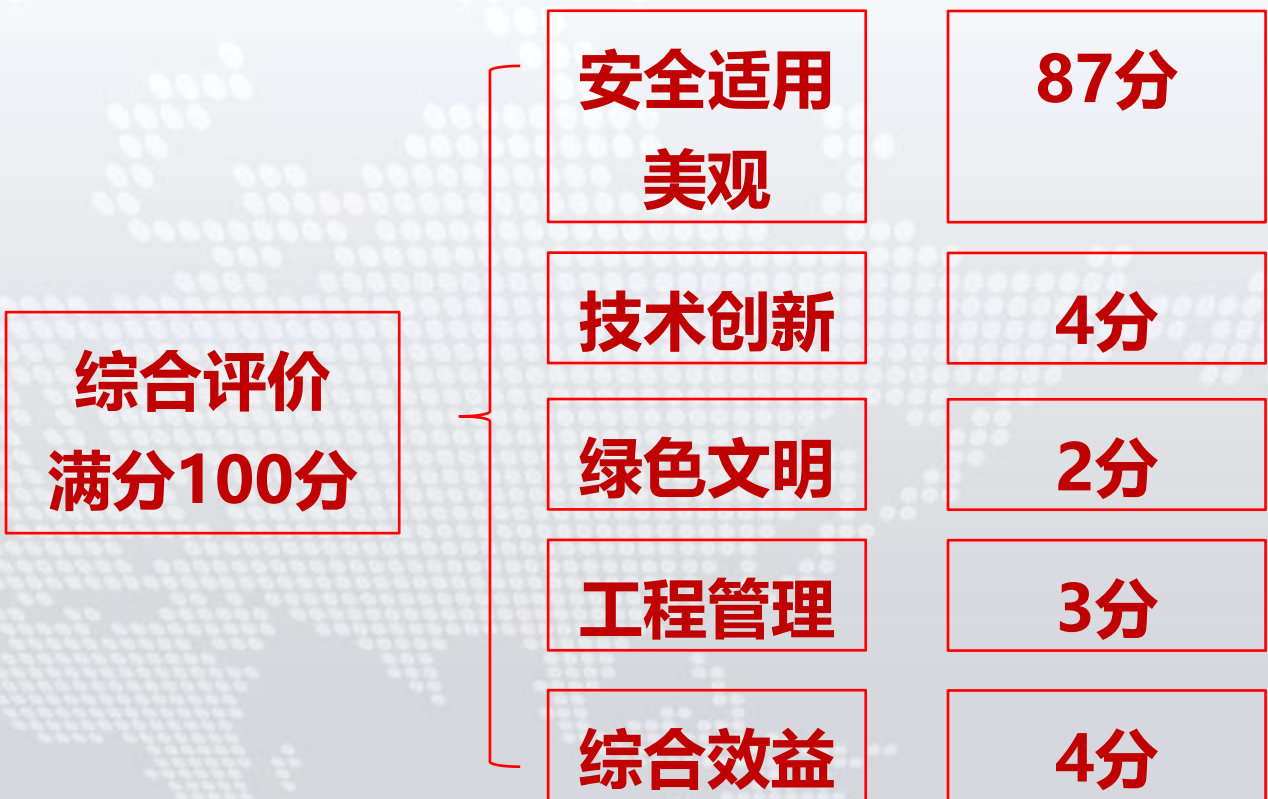 综合评价
满分100分
安全适用
美观
87分
技术创新
4分
绿色文明
2分
工程管理
3分
综合效益
4分